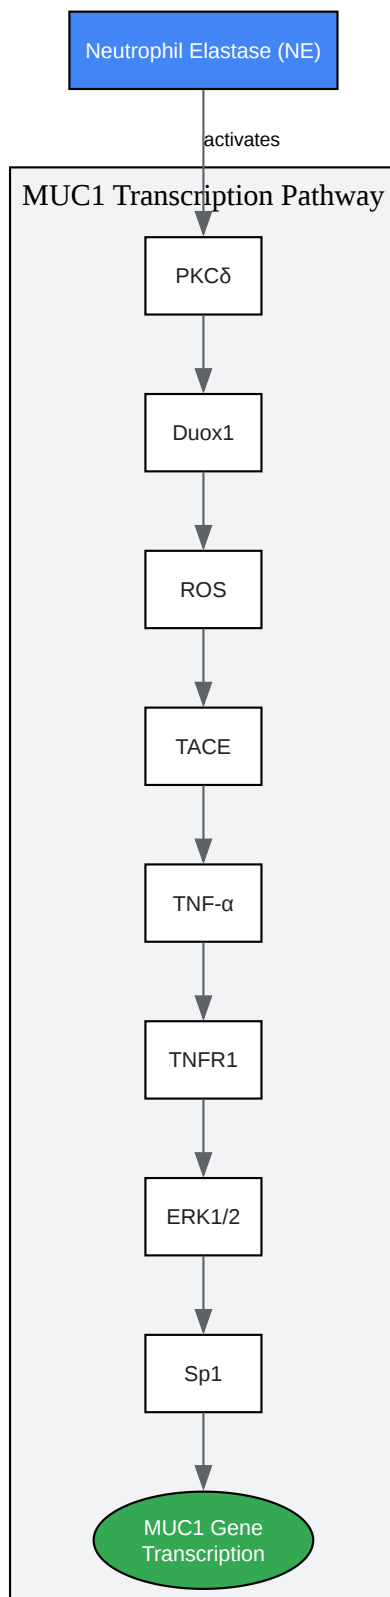 Neutrophil Elastase (NE)
activates
MUC1 Transcription Pathway
PKCδ
Duox1
ROS
TACE
TNF-α
TNFR1
ERK1/2
Sp1
MUC1 Gene
Transcription